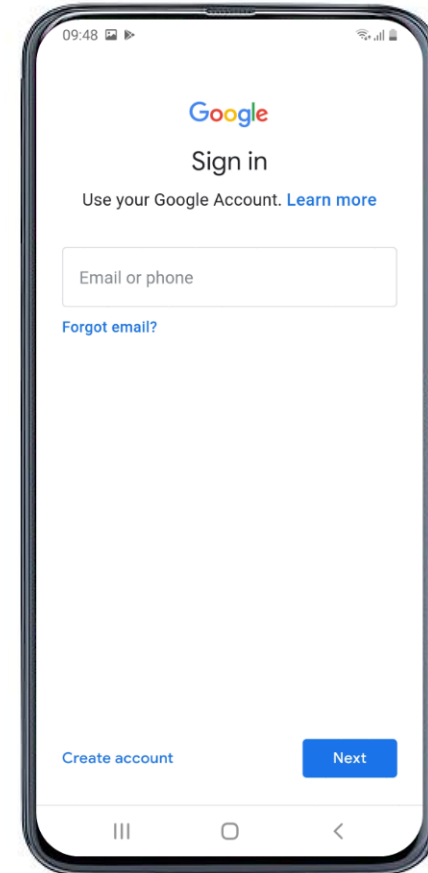 09:48
Google
Sign in
Use your Google Account. Learn more
Email or phone
Forgot email?
Create account
Next